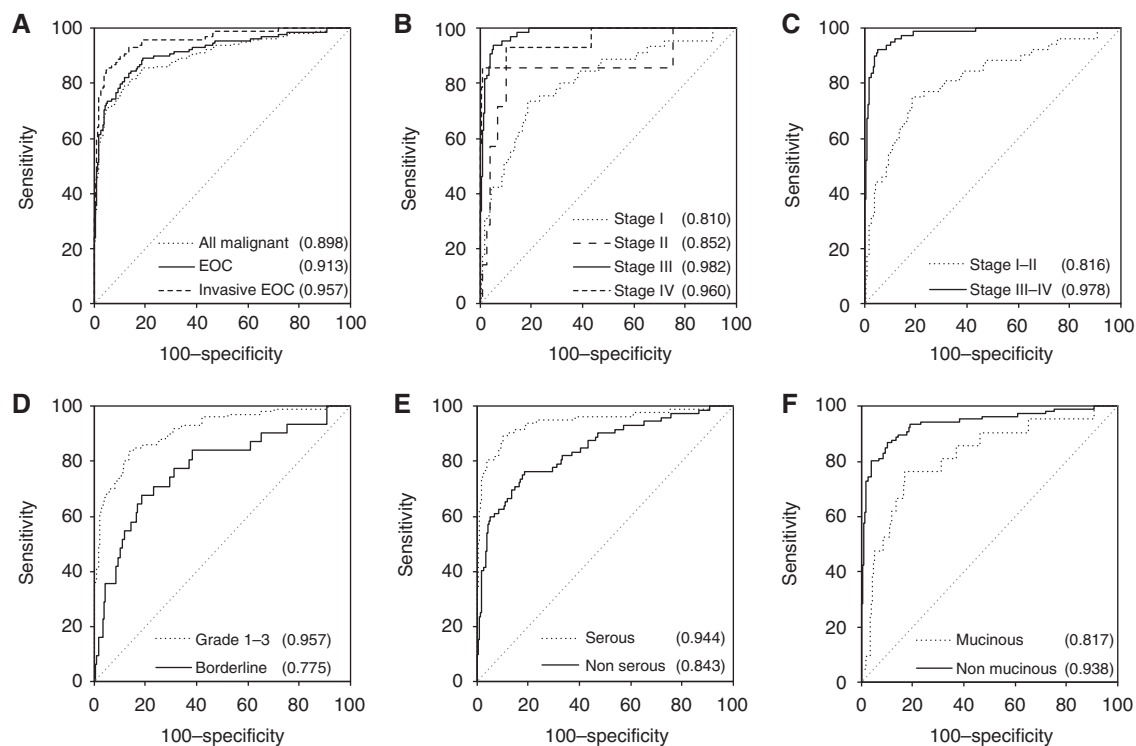 A
100
80
60
40
20
0
Sensitivity
All malignant (0.898)
EOC (0.913)
Invasive EOC (0.957)
0 20 40 60 80 100
100–specificity
B
100
80
60
40
20
0
Sensitivity
Stage I (0.810)
Stage II (0.852)
Stage III (0.982)
Stage IV (0.960)
0 20 40 60 80 100
100–specificity
C
100
80
60
40
20
0
Sensitivity
Stage I–II (0.816)
Stage III–IV (0.978)
0 20 40 60 80 100
100–specificity
D
100
80
60
40
20
0
Sensitivity
Grade 1–3 (0.957)
Borderline (0.775)
0 20 40 60 80 100
100–specificity
E
100
80
60
40
20
0
Sensitivity
Serous (0.944)
Non serous (0.843)
0 20 40 60 80 100
100–specificity
F
100
80
60
40
20
0
Sensitivity
Mucinous (0.817)
Non mucinous (0.938)
0 20 40 60 80 100
100–specificity